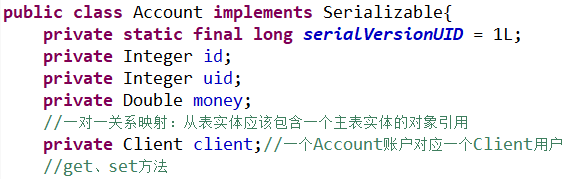 public class Account implements Serializable{
private static final long serialVersionUID = 1L;
private Integer id;
private Integer uid;
private Double money;
//一对一关系映射：从表实体应该包含一个主表实体的对象引用
private Client client;//一个Account账户对应一个Client用户
//get、set方法